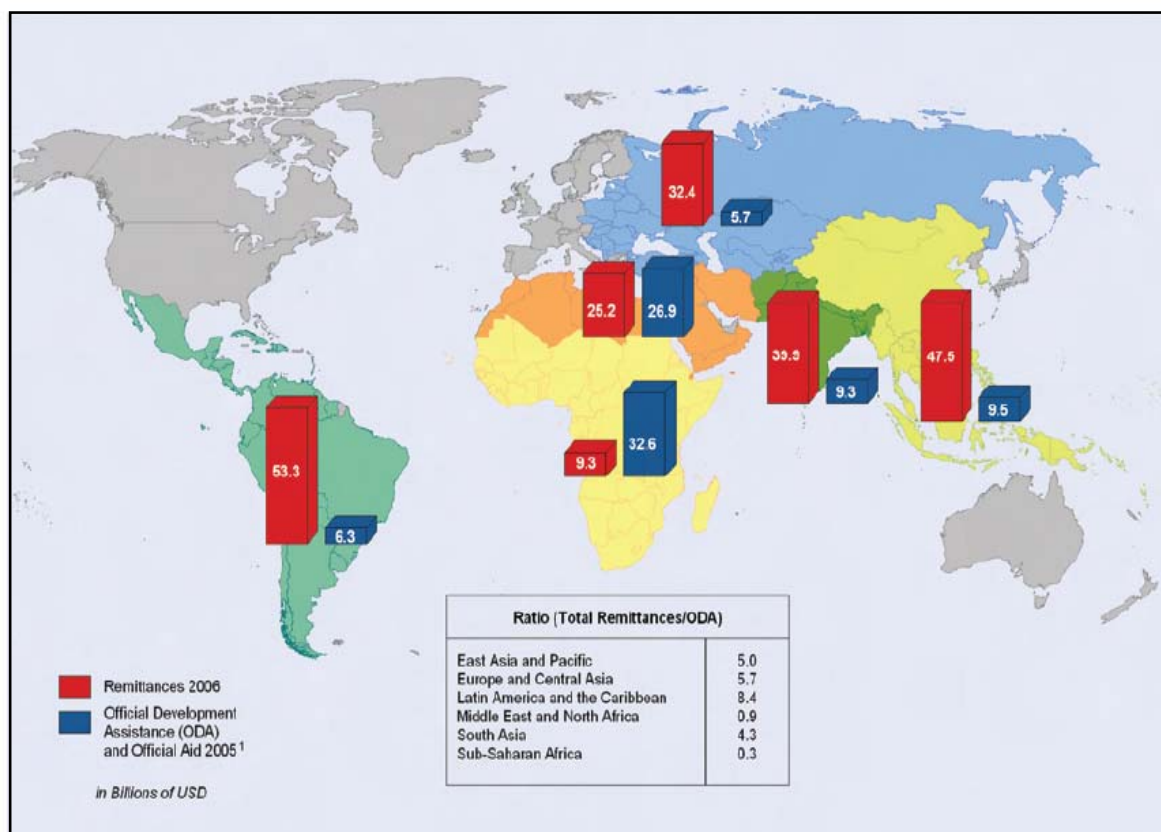 32.4
5.7
25.2
26.9
39.9
9.3
47.5
9.5
32.6
9.3
53.3
6.3
Ratio (Total Remittances/ODA)
East Asia and Pacific 5.0
Europe and Central Asia 5.7
Latin America and the Caribbean 8.4
Middle East and North Africa 0.9
South Asia 4.3
Sub-Saharan Africa 0.3
Remittances 2006
Official Development
Assistance (ODA)
and Official Aid 2005¹
in Billions of USD